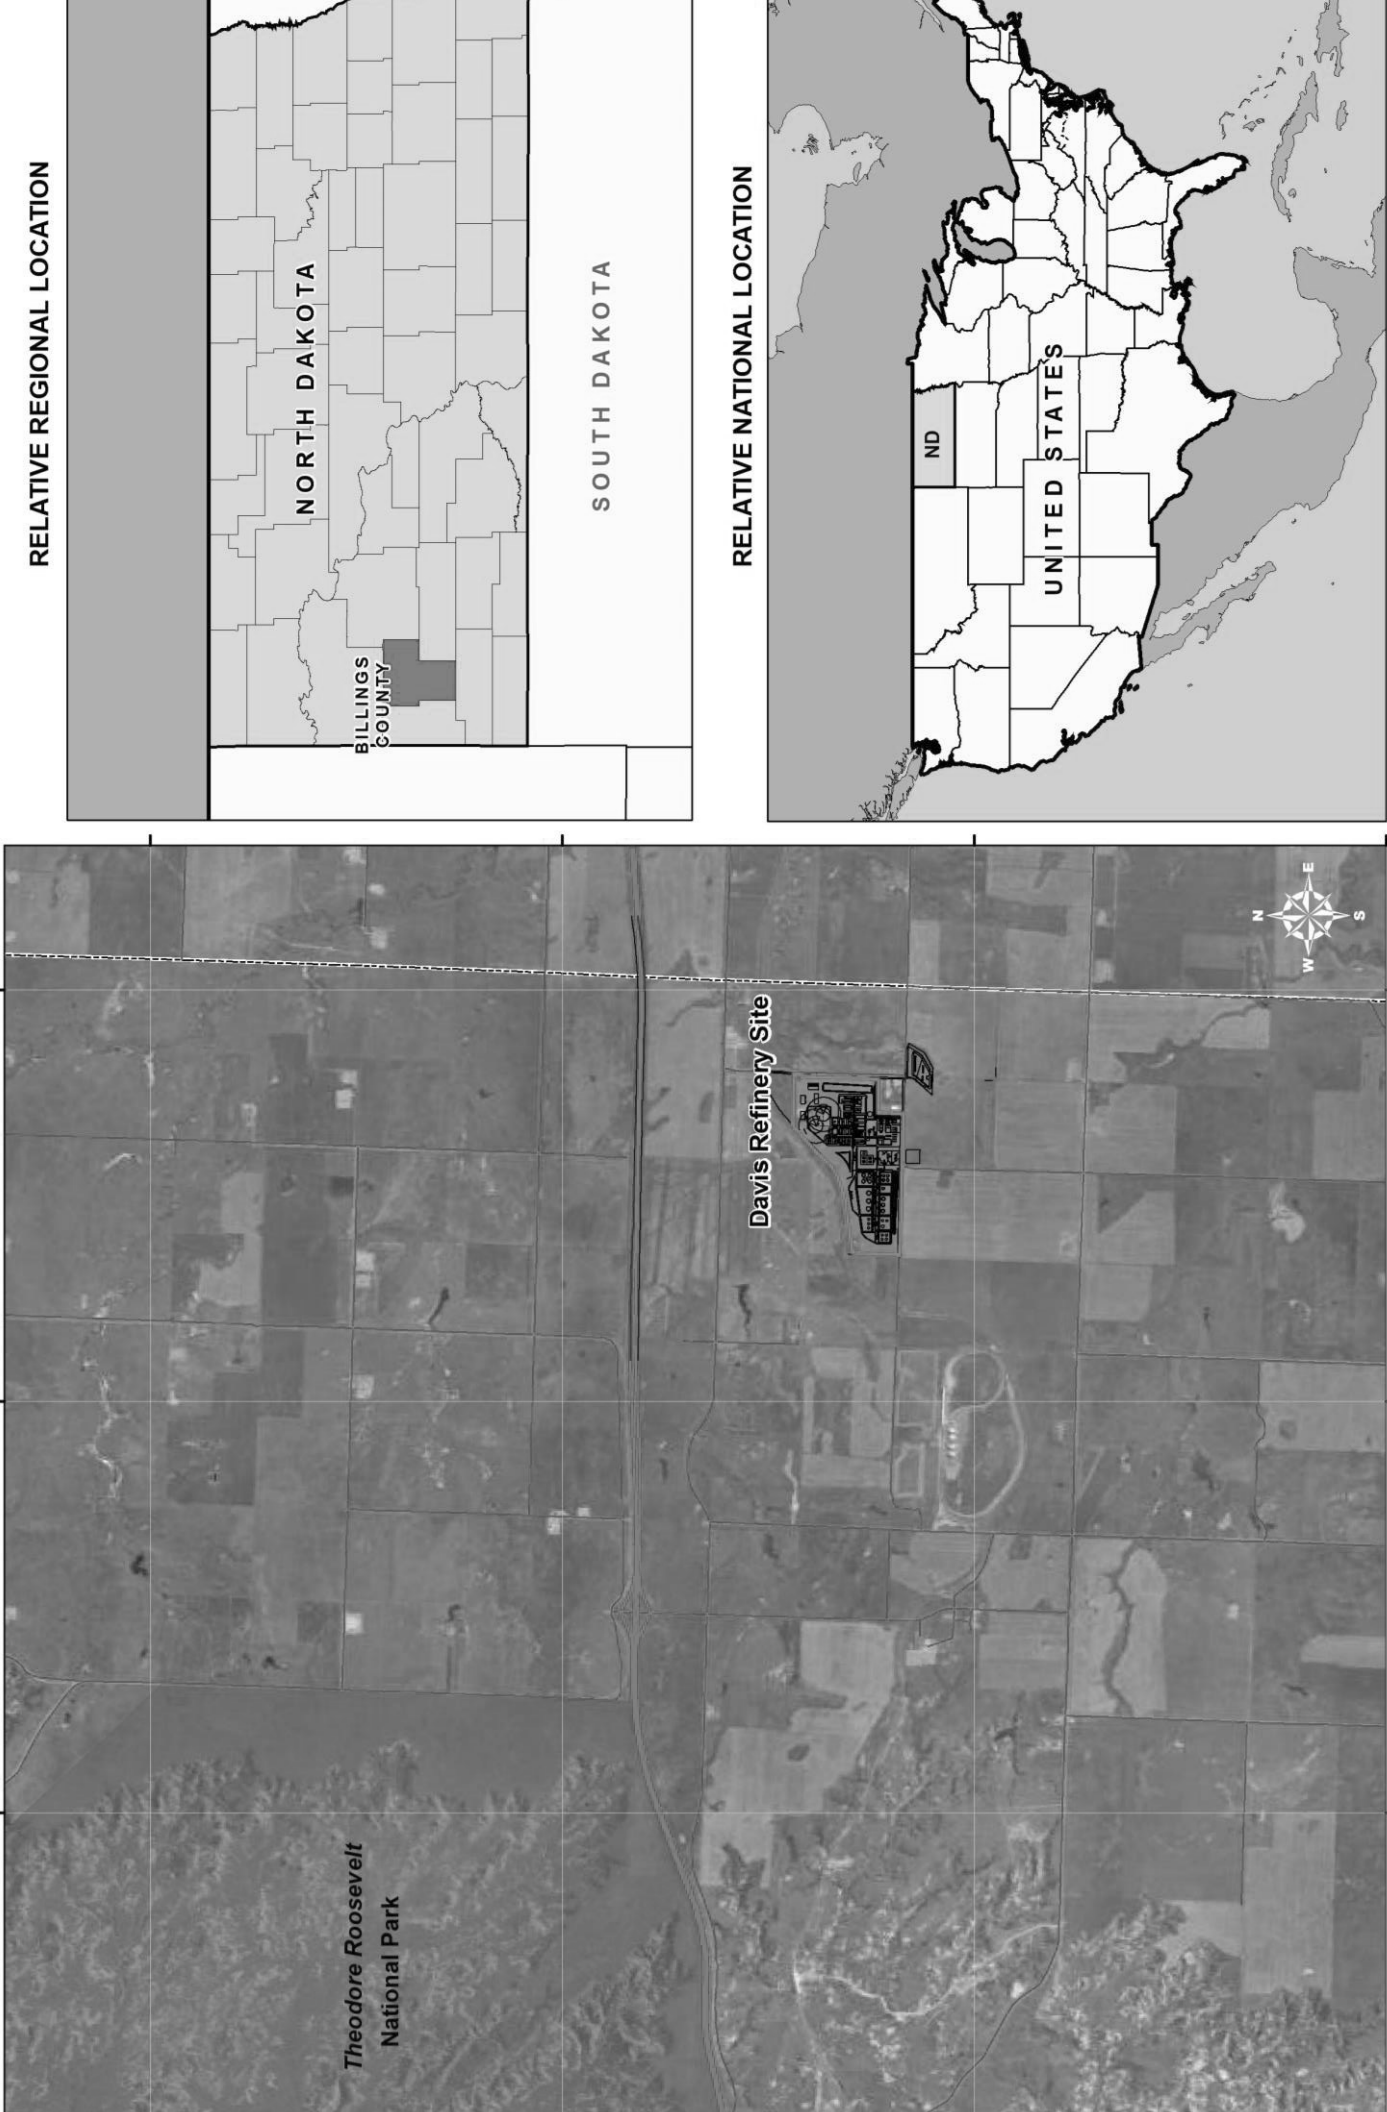 RELATIVE REGIONAL LOCATION
NORTH DAKOTA
BILLINGS
COUNTY
SOUTH DAKOTA
RELATIVE NATIONAL LOCATION
ND
UNITED STATES
Theodore Roosevelt
National Park
Davis Refinery Site
N
W
E
S